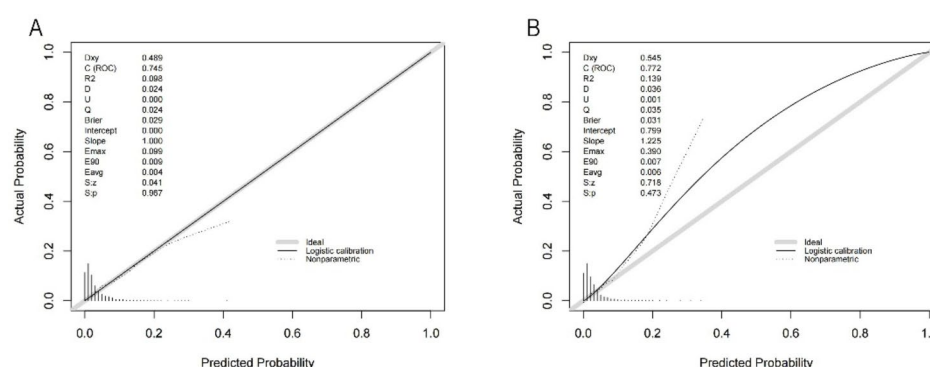 A
Dxy 0.489
C (ROC) 0.745
R2 0.098
D 0.024
U 0.000
Q 0.024
Brier 0.029
Intercept 0.000
Slope 1.000
Emax 0.099
E90 0.009
Eavg 0.004
S:z 0.041
S:p 0.967
Ideal
Logistic calibration
Nonparametric
Actual Probability
0.0 0.2 0.4 0.6 0.8 1.0
0.0 0.2 0.4 0.6 0.8 1.0
Predicted Probability
B
Dxy 0.545
C (ROC) 0.772
R2 0.139
D 0.036
U 0.001
Q 0.035
Brier 0.031
Intercept 0.799
Slope 1.225
Emax 0.390
E90 0.007
Eavg 0.006
S:z 0.718
S:p 0.473
Ideal
Logistic calibration
Nonparametric
Actual Probability
0.0 0.2 0.4 0.6 0.8 1.0
0.0 0.2 0.4 0.6 0.8 1.
Predicted Probability